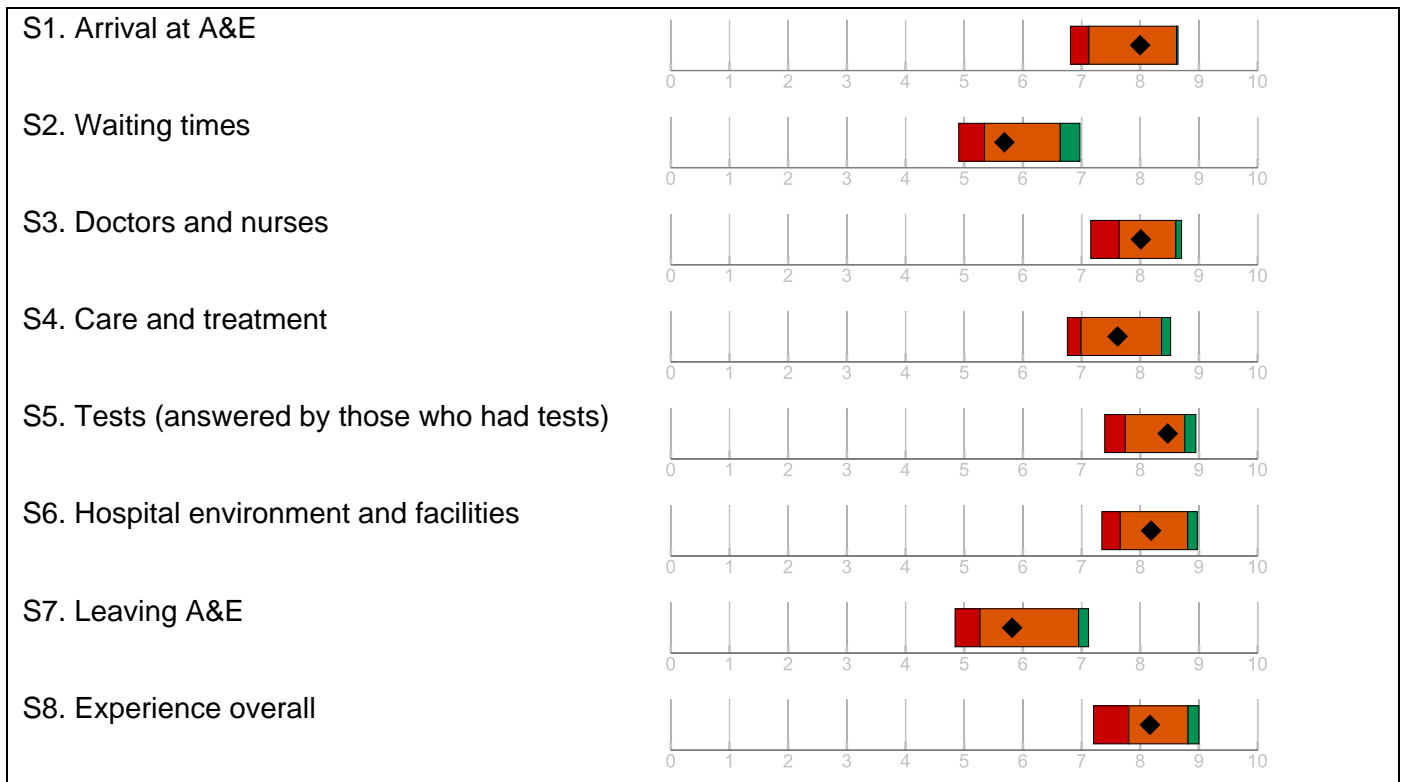 S1. Arrival at A&E
0 1 2 3 4 5 6 7 8 9 10
S2. Waiting times
0 1 2 3 4 5 6 7 8 9 10
S3. Doctors and nurses
0 1 2 3 4 5 6 7 8 9 10
S4. Care and treatment
0 1 2 3 4 5 6 7 8 9 10
S5. Tests (answered by those who had tests)
0 1 2 3 4 5 6 7 8 9 10
S6. Hospital environment and facilities
0 1 2 3 4 5 6 7 8 9 10
S7. Leaving A&E
0 1 2 3 4 5 6 7 8 9 10
S8. Experience overall
0 1 2 3 4 5 6 7 8 9 10